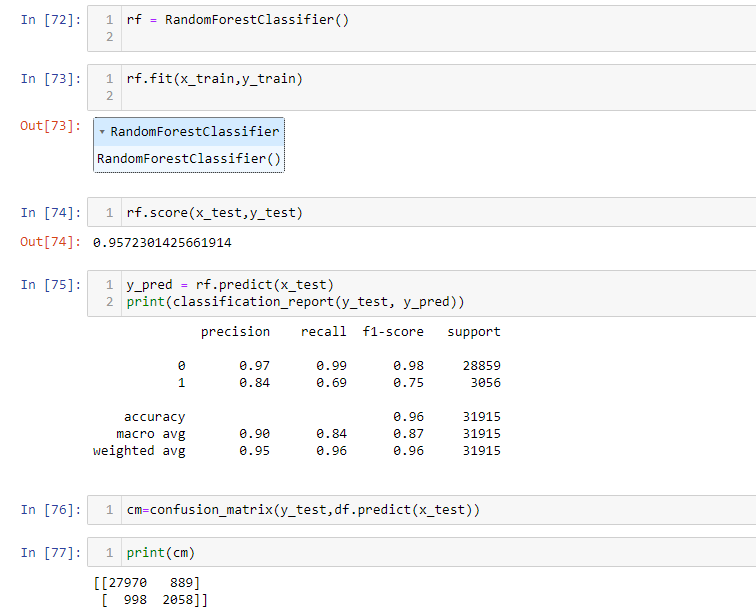 In [72]: 1 rf = RandomForestClassifier()
2
In [73]: 1 rf.fit(x_train,y_train)
2
Out[73]: ▾ RandomForestClassifier
RandomForestClassifier()
In [74]: 1 rf.score(x_test,y_test)
Out[74]: 0.9572301425661914
In [75]: 1 y_pred = rf.predict(x_test)
2 print(classification_report(y_test, y_pred))
precision recall f1-score support
0 0.97 0.99 0.98 28859
1 0.84 0.69 0.75 3056
accuracy 0.96 31915
macro avg 0.90 0.84 0.87 31915
weighted avg 0.95 0.96 0.96 31915
In [76]: 1 cm=confusion_matrix(y_test,df.predict(x_test))
In [77]: 1 print(cm)
[[27970 889]
[ 998 2058]]